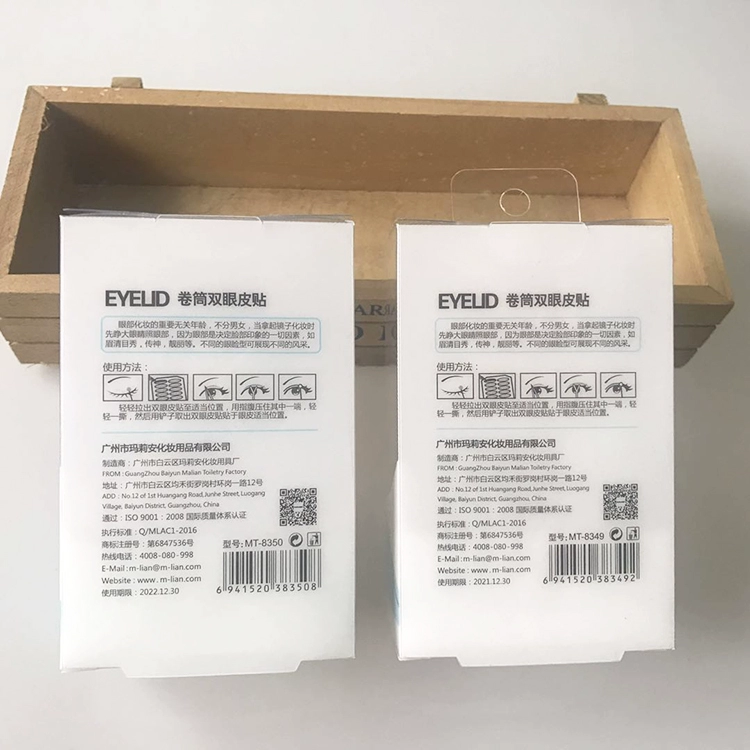 EYELID 卷筒双眼皮贴
眼部化妆的重要无关年龄，不分男女，当拿起镜子化妆时
先睁大眼睛照眼部，因为眼部是决定脸部印象的一切因素，如
眉清目秀，传神，靓丽等。不同的眼脸型可展现不同的风采。
使用方法：
轻轻拉出双眼皮贴至适当位置，用指腹压住其中一端，轻
轻一撕，然后用铲子取出双眼皮贴贴于眼皮适当位置。
广州市玛莉安化妆用品有限公司
制造商：广州市白云区玛莉安化妆用具厂
FROM : GuangZhou Baiyun Malian Toiletry Factory
地址：广州市白云区均禾街罗岗村环岗一路12号
ADD : No.12 of 1st Huangang Road,Junhe Street, Luogang
Village, Baiyun District, Guangzhou, China
通过：ISO 9001：2008 国际质量体系认证
执行标准：Q/MLAC1-2016
商标注册号：第6847536号
热线电话：4008-080-998
E-Mail : m-lian@m-lian.com
Website : www . m-lian.com
使用期限：2022.12.30
型号: MT-8350
6 941520 383508
EYELID 卷筒双眼皮贴
眼部化妆的重要无关年龄，不分男女，当拿起镜子化妆时
先睁大眼睛照眼部，因为眼部是决定脸部印象的一切因素，如
眉清目秀，传神，靓丽等。不同的眼脸型可展现不同的风采。
使用方法：
轻轻拉出双眼皮贴至适当位置，用指腹压住其中一端，轻
轻一撕，然后用铲子取出双眼皮贴贴于眼皮适当位置。
广州市玛莉安化妆用品有限公司
制造商：广州市白云区玛莉安化妆用具厂
FROM : GuangZhou Baiyun Malian Toiletry Factory
地址：广州市白云区均禾街罗岗村环岗一路12号
ADD : No.12 of 1st Huangang Road,Junhe Street, Luogang
Village, Baiyun District, Guangzhou, China
通过：ISO 9001：2008 国际质量体系认证
执行标准：Q/MLAC1-2016
商标注册号：第6847536号
热线电话：4008-080-998
E-Mail : m-lian@m-lian.com
Website : www . m-lian.com
使用期限：2021.12.30
型号: MT-8349
6 941520 383492